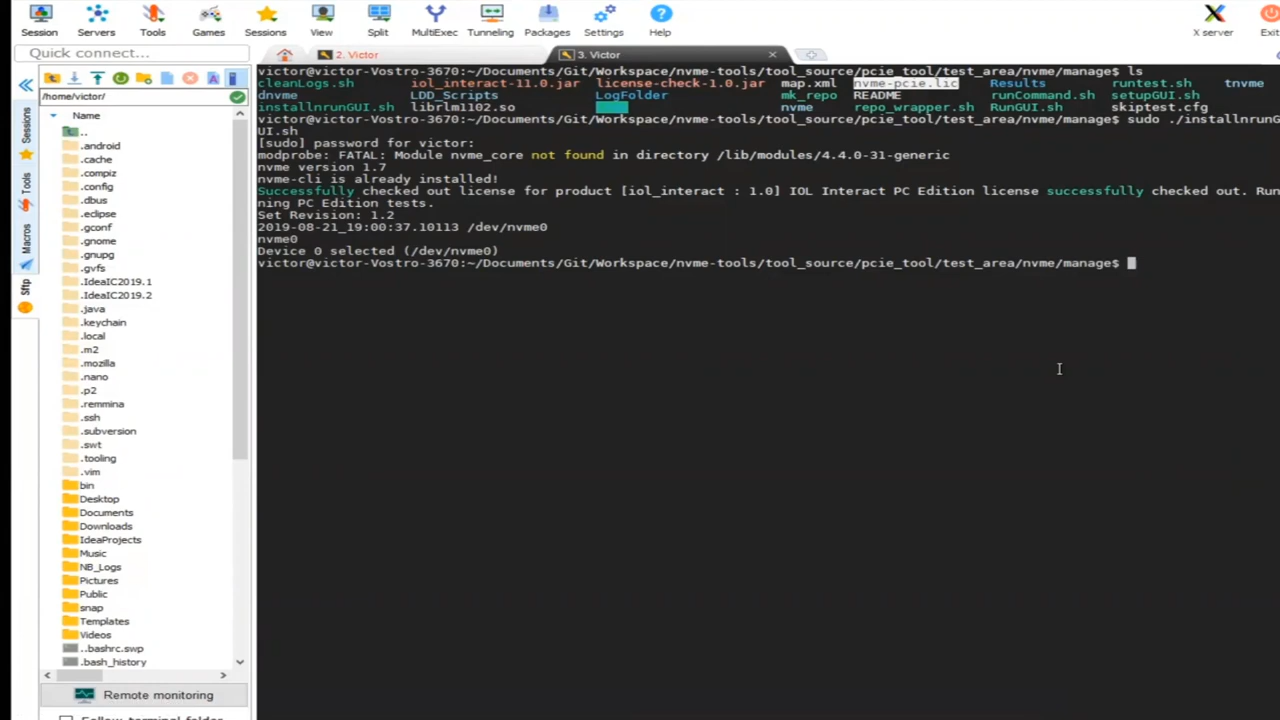 Session Servers Tools Games Sessions View Split MultiExec Tunneling Packages Settings Help X server Exit
Quick connect...
2. Victor
3. Victor
/home/victor/
Name
..
.android
.cache
.compiz
.config
.dbus
.eclipse
.gconf
.gnome
.gnupg
.gvfs
.IdeaIC2019.1
.IdeaIC2019.2
.java
.keychain
.local
.m2
.mozilla
.nano
.p2
.remmina
.ssh
.subversion
.swt
.tooling
.vim
bin
Desktop
Documents
Downloads
IdeaProjects
Music
NB_Logs
Pictures
Public
snap
Templates
Videos
..bashrc.swp
.bash_history
Remote monitoring
Follow terminal folder
Sessions
Tools
Macros
Sftp
victor@victor-Vostro-3670:~/Documents/Git/Workspace/nvme-tools/tool_source/pcie_tool/test_area/nvme/manage$ ls
cleanLogs.sh iol_interact-11.0.jar license-check-1.0.jar map.xml nvme-pcie.lic Results runtest.sh tnvme
dnvme LDD_Scripts LogFolder mk_repo README runCommand.sh setupGUI.sh
installnrunGUI.sh librlm1102.so nvme repo_wrapper.sh RunGUI.sh skiptest.cfg
victor@victor-Vostro-3670:~/Documents/Git/Workspace/nvme-tools/tool_source/pcie_tool/test_area/nvme/manage$ sudo ./installnrunG
UI.sh
[sudo] password for victor:
modprobe: FATAL: Module nvme_core not found in directory /lib/modules/4.4.0-31-generic
nvme version 1.7
nvme-cli is already installed!
Successfully checked out license for product [iol_interact : 1.0] IOL Interact PC Edition license successfully checked out. Run
ning PC Edition tests.
Set Revision: 1.2
2019-08-21_19:00:37.10113 /dev/nvme0
nvme0
Device 0 selected (/dev/nvme0)
victor@victor-Vostro-3670:~/Documents/Git/Workspace/nvme-tools/tool_source/pcie_tool/test_area/nvme/manage$